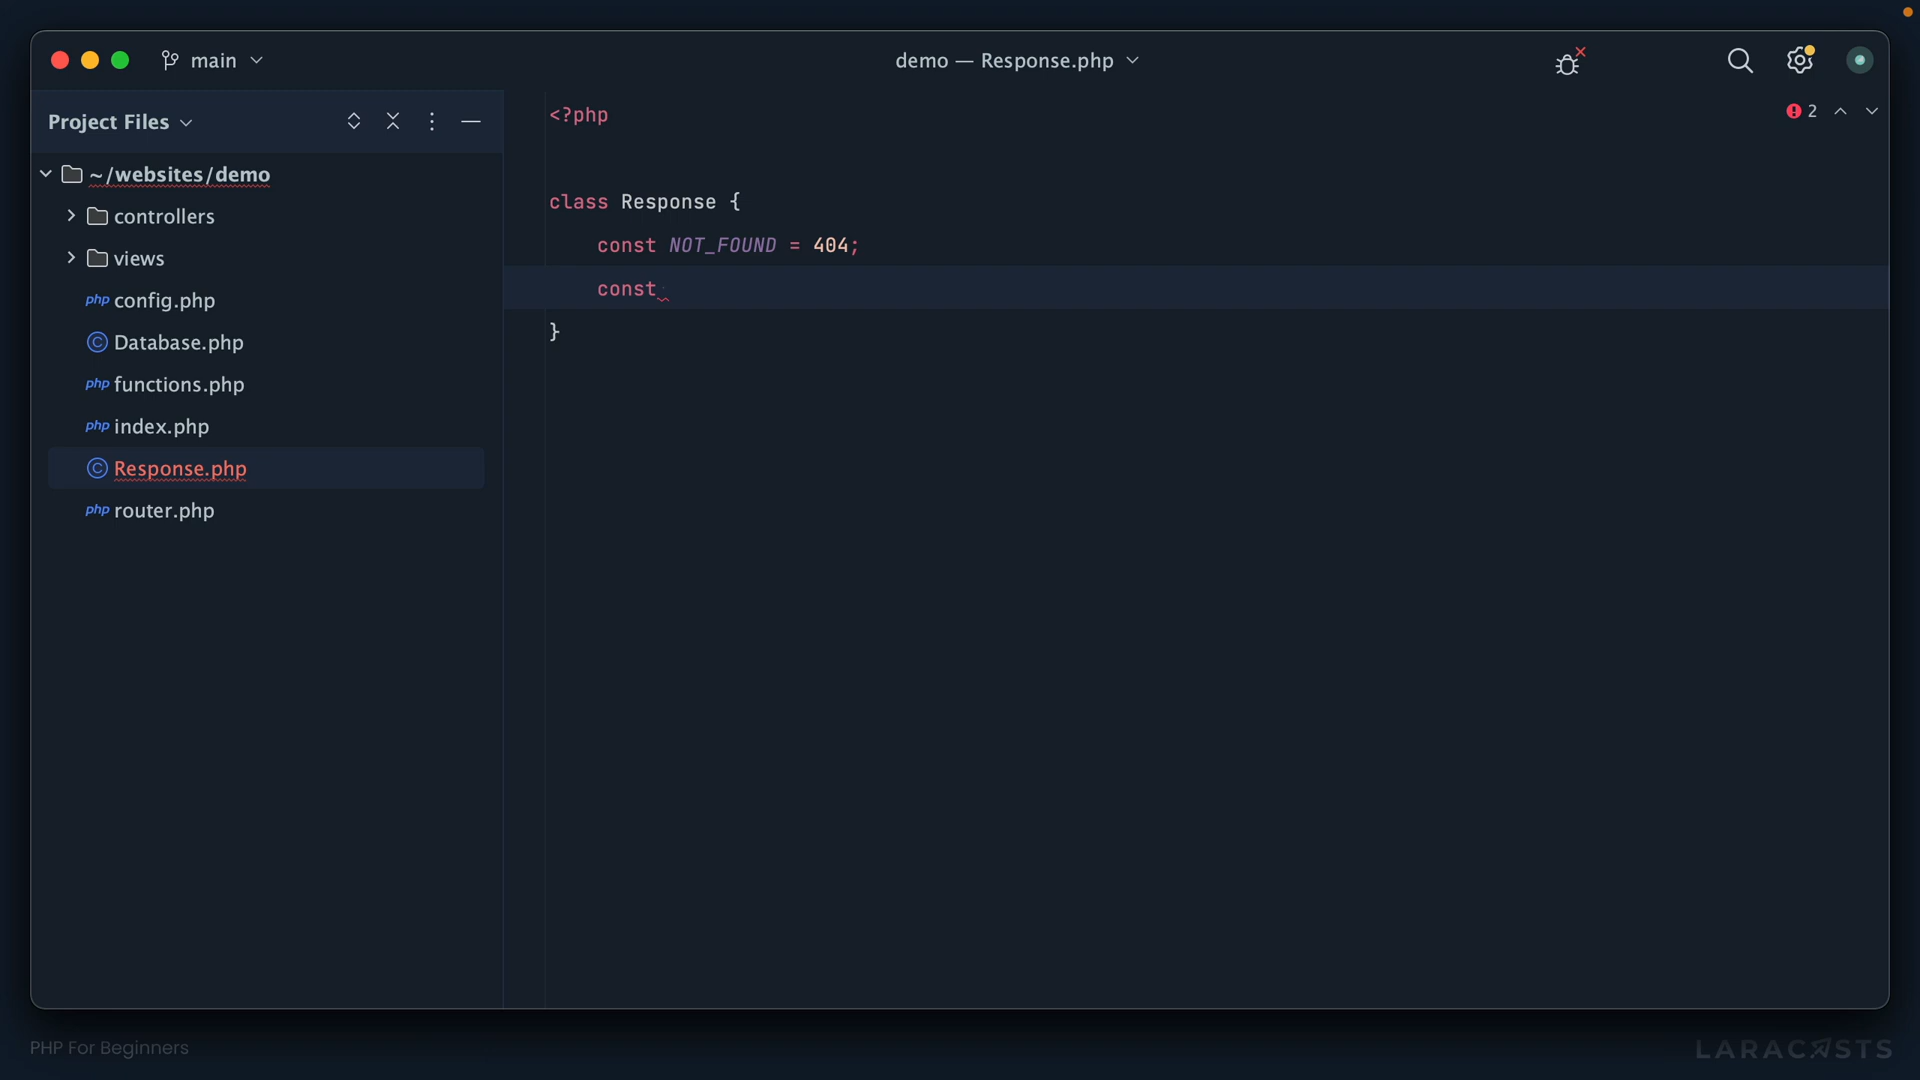 main
demo — Response.php
Project Files
~/websites/demo
controllers
views
php config.php
C Database.php
php functions.php
php index.php
C Response.php
php router.php
<?php
class Response {
const NOT_FOUND = 404;
const
}
! 2
PHP For Beginners
LARACASTS